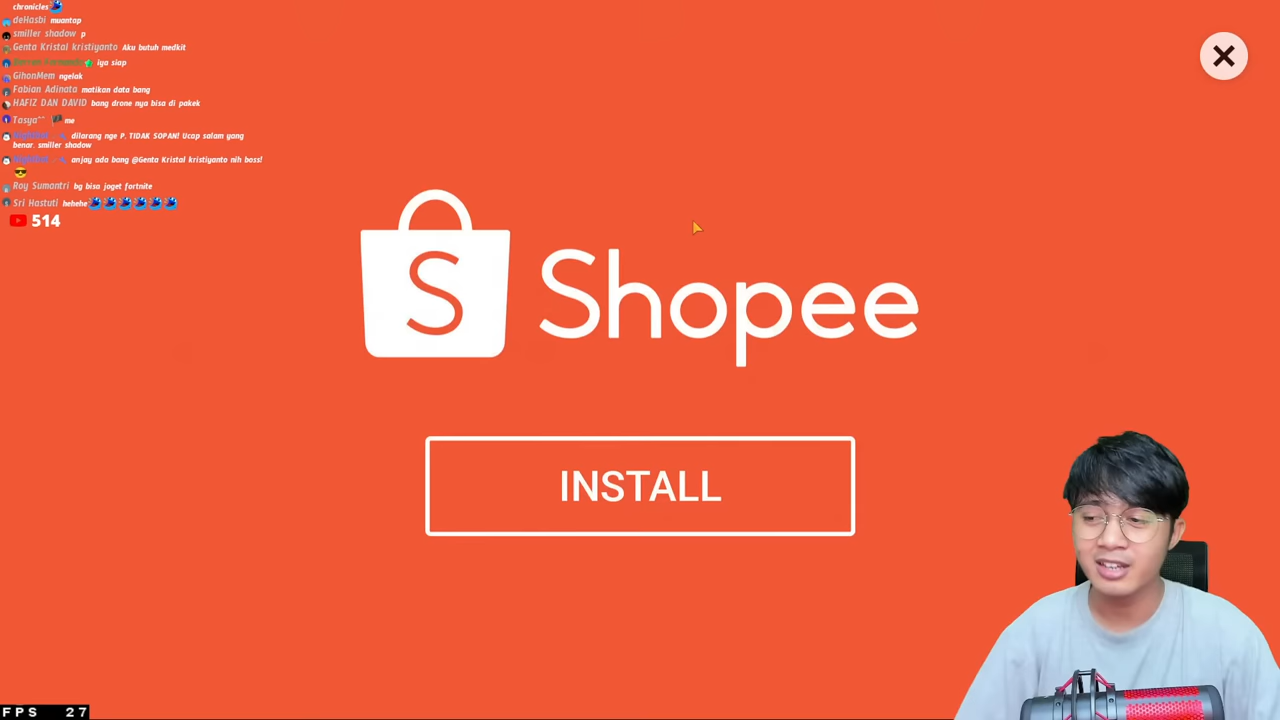 chronicles
deHasbi muantap
smiller shadow p
Genta Kristal kristiyanto Aku butuh medkit
iya siap
GihonMem ngelak
Fabian Adinata matikan data bang
HAFIZ DAN DAVID bang drone nya bisa di pakek
Tasya^^ me
dilarang nge P. TIDAK SOPAN! Ucap salam yang
benar. smiller shadow
anjay ada bang @Genta Kristal kristiyanto nih boss!
Roy Sumantri bg bisa joget fortnite
Sri Hastuti hehehe
514
S Shopee
INSTALL
FPS 27